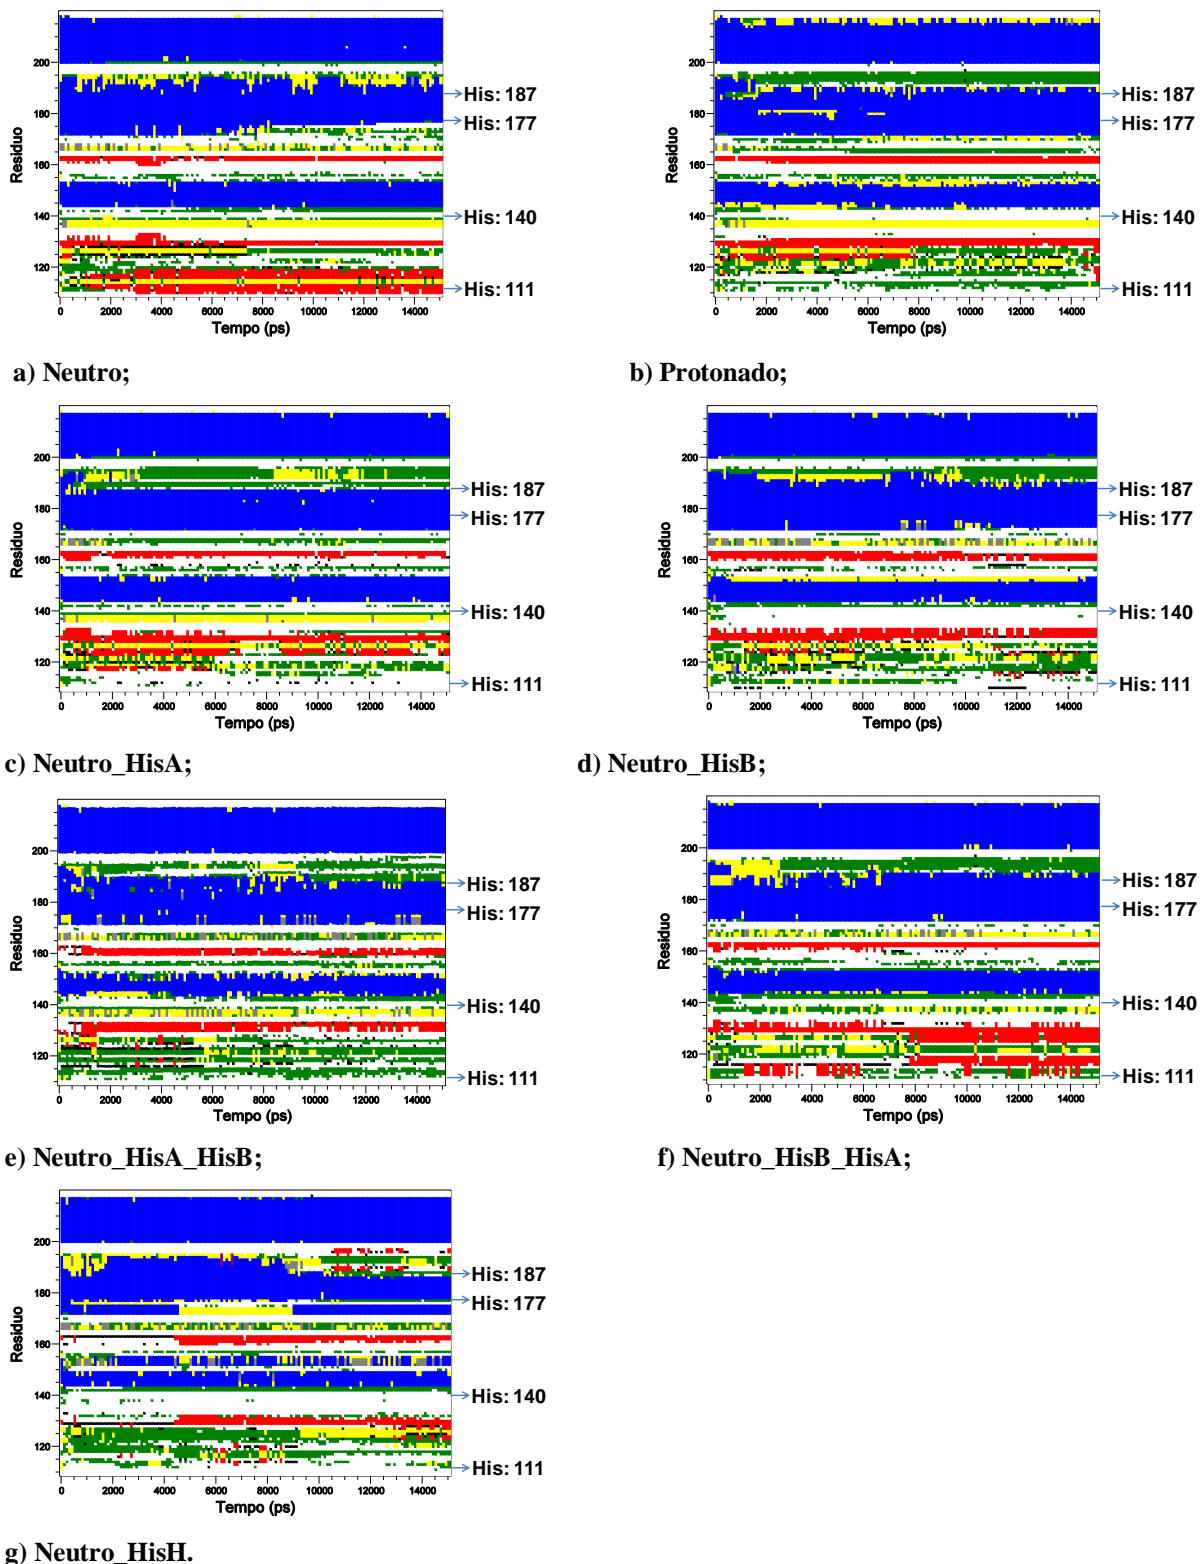 200
180
160
140
120
Residuo
0 2000 4000 6000 8000 10000 12000 14000
Tempo (ps)
His: 187
His: 177
His: 140
His: 111
200
180
160
140
120
Residuo
0 2000 4000 6000 8000 10000 12000 14000
Tempo (ps)
His: 187
His: 177
His: 140
His: 111
a) Neutro;
b) Protonado;
200
180
160
140
120
Residuo
0 2000 4000 6000 8000 10000 12000 14000
Tempo (ps)
His: 187
His: 177
His: 140
His: 111
200
180
160
140
120
Residuo
0 2000 4000 6000 8000 10000 12000 14000
Tempo (ps)
His: 187
His: 177
His: 140
His: 111
c) Neutro_HisA;
d) Neutro_HisB;
200
180
160
140
120
Residuo
0 2000 4000 6000 8000 10000 12000 14000
Tempo (ps)
His: 187
His: 177
His: 140
His: 111
200
180
160
140
120
Residuo
0 2000 4000 6000 8000 10000 12000 14000
Tempo (ps)
His: 187
His: 177
His: 140
His: 111
e) Neutro_HisA_HisB;
f) Neutro_HisB_HisA;
200
180
160
140
120
Residuo
0 2000 4000 6000 8000 10000 12000 14000
Tempo (ps)
His: 187
His: 177
His: 140
His: 111
g) Neutro_HisH.